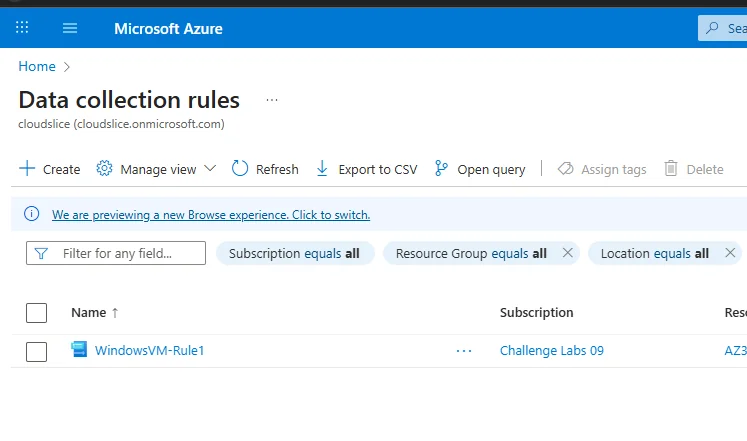 Microsoft Azure
Home
Data collection rules
cloudslice (cloudslice.onmicrosoft.com)
Create Manage view Refresh Export to CSV Open query Assign tags Delete
We are previewing a new Browse experience. Click to switch.
Filter for any field... Subscription equals all Resource Group equals all Location equals all
Name ↑ Subscription
WindowsVM-Rule1 ... Challenge Labs 09 AZ3